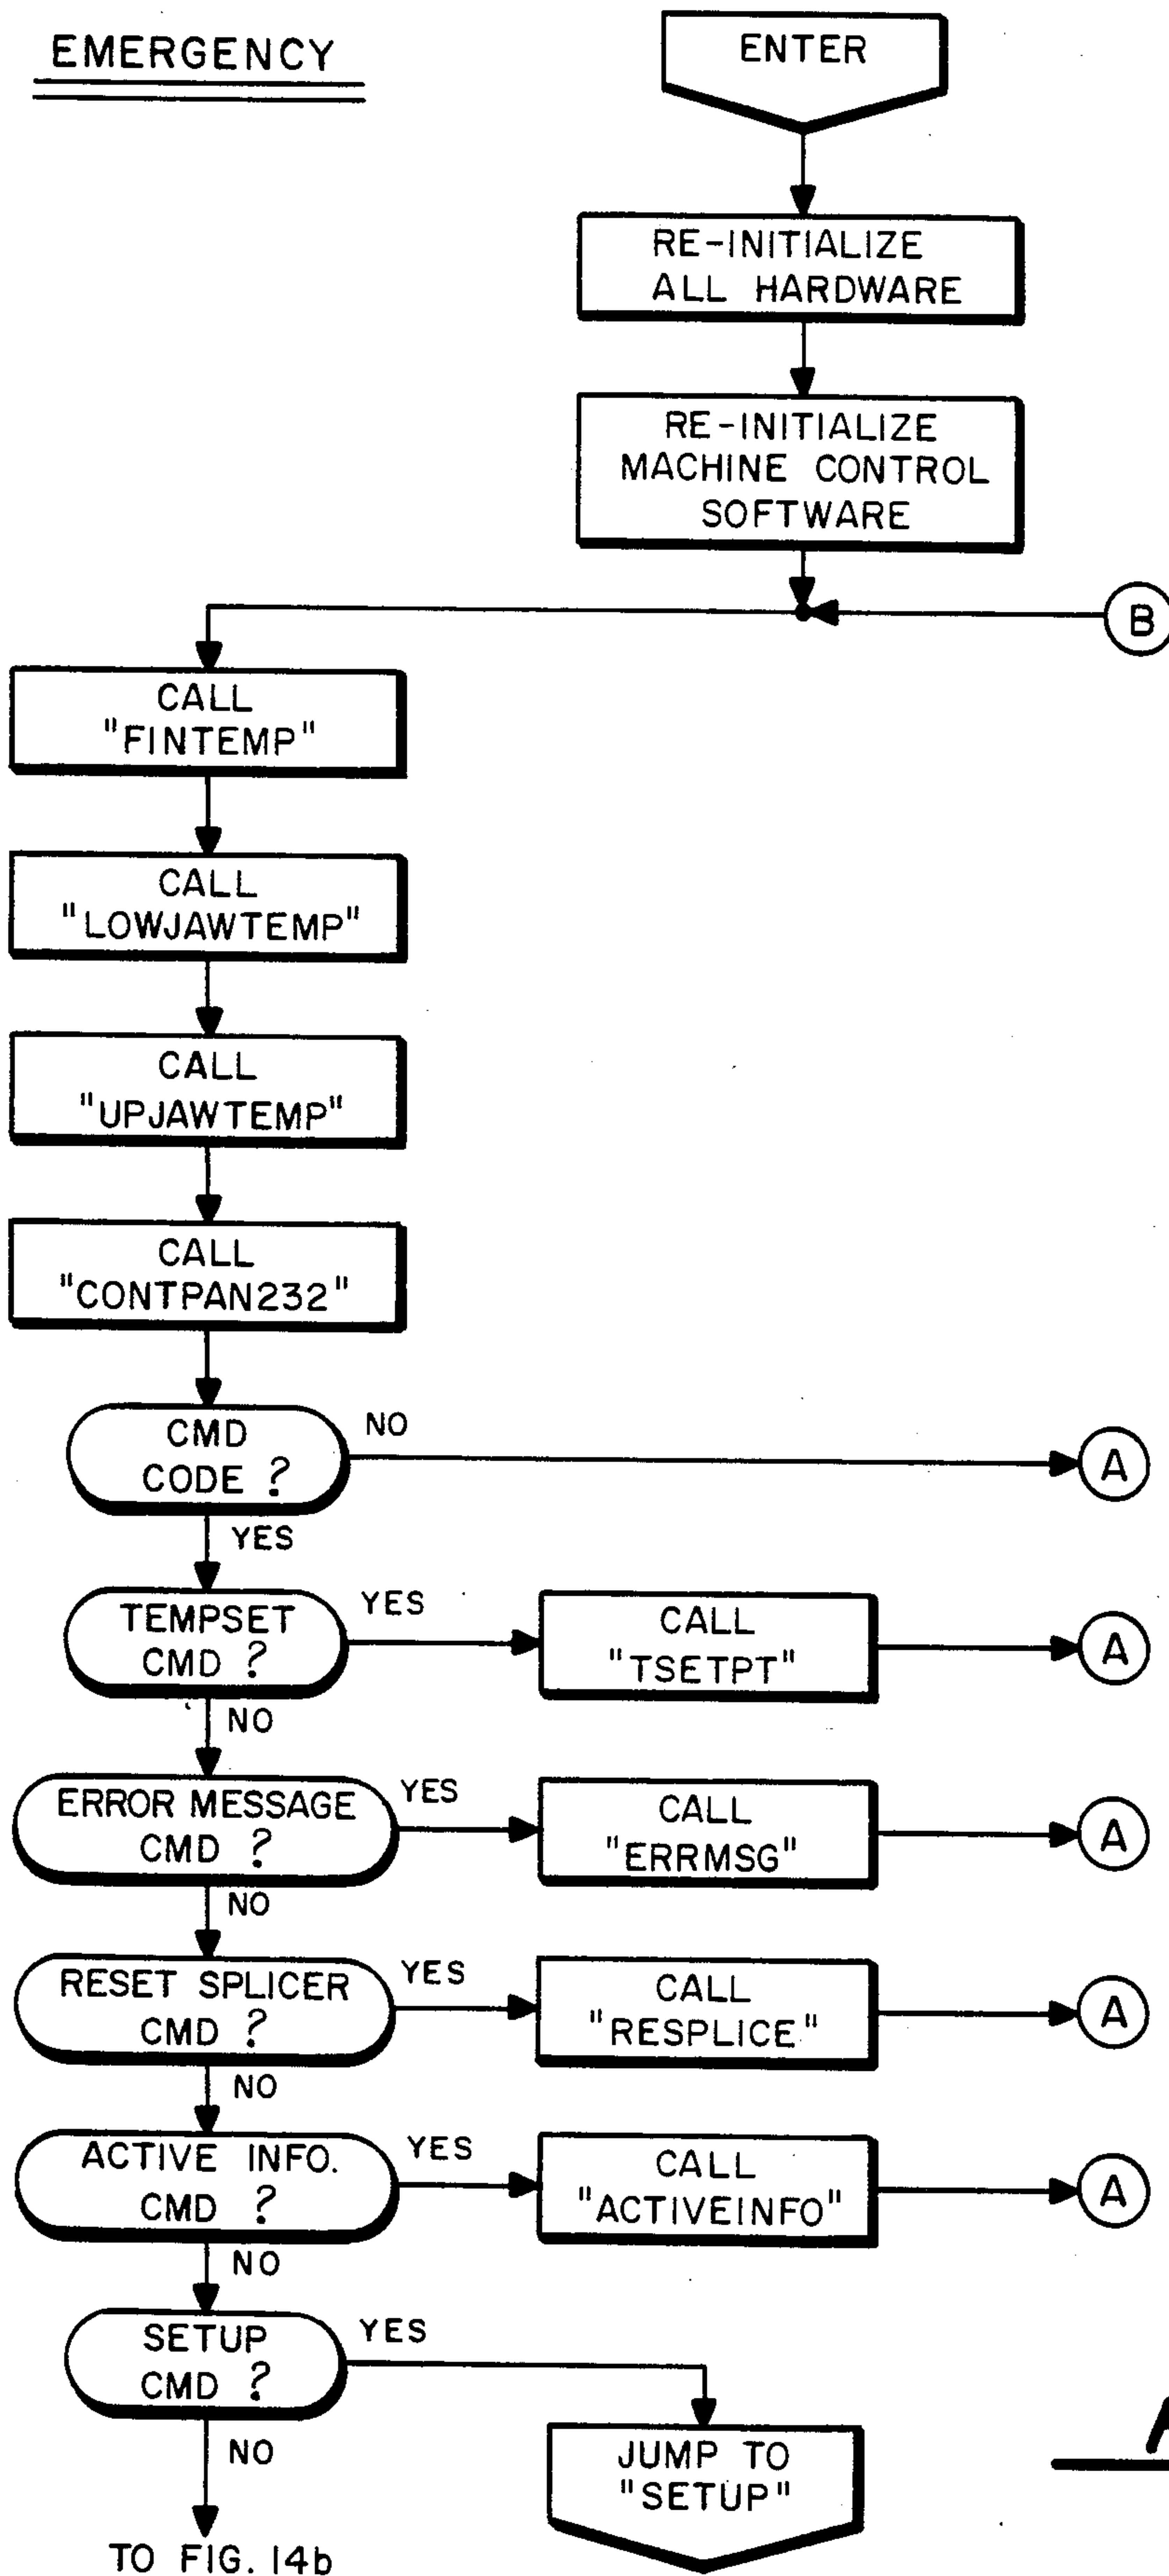 EMERGENCY
ENTER
RE-INITIALIZE
ALL HARDWARE
RE-INITIALIZE
MACHINE CONTROL
SOFTWARE
B
CALL
"FINTEMP"
CALL
"LOWJAWTEMP"
CALL
"UPJAWTEMP"
CALL
"CONTPAN232"
CMD
CODE ?
NO
A
YES
TEMPSET
CMD ?
YES
CALL
"TSETPT"
A
NO
ERROR MESSAGE
CMD ?
YES
CALL
"ERRMSG"
A
NO
RESET SPLICER
CMD ?
YES
CALL
"RESPLICE"
A
NO
ACTIVE INFO.
CMD ?
YES
CALL
"ACTIVEINFO"
A
NO
SETUP
CMD ?
YES
JUMP TO
"SETUP"
NO
TO FIG. 14b